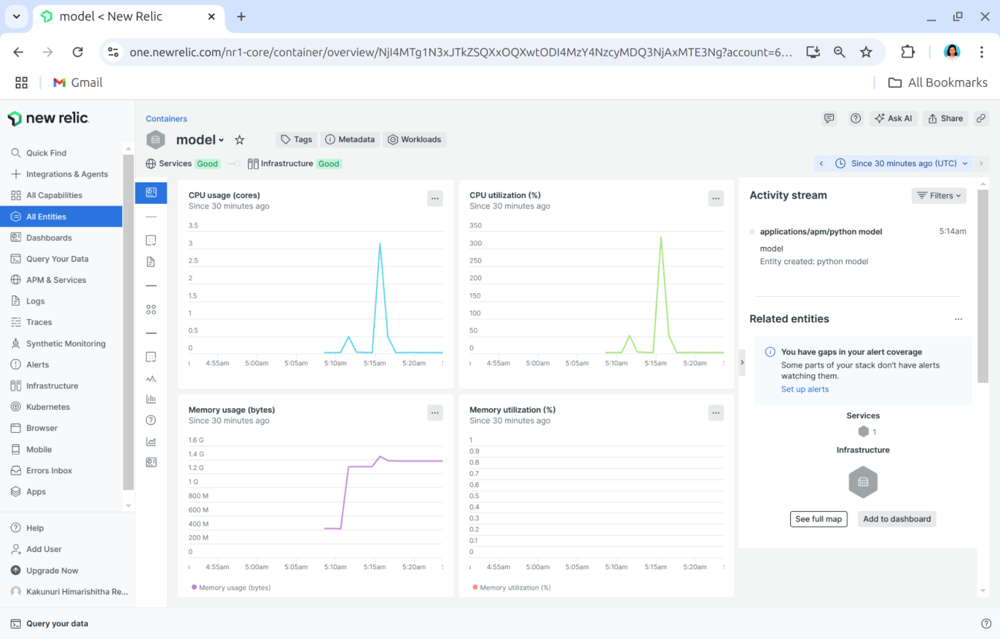 model < New Relic
one.newrelic.com/nr1-core/container/overview/NjI4MTg1N3xJTkZSQXxOQXwtODI4MzY4NzcyMDQ3NjAxMTE3Ng?account=6...
Gmail
All Bookmarks
new relic.
Quick Find
Integrations & Agents
All Capabilities
All Entities
Dashboards
Query Your Data
APM & Services
Logs
Traces
Synthetic Monitoring
Alerts
Infrastructure
Kubernetes
Browser
Mobile
Errors Inbox
Apps
Help
Add User
Upgrade Now
Kakunuri Himarishitha Re...
Containers
Ask AI
Share
model
Tags
Metadata
Workloads
Services Good
Infrastructure Good
Since 30 minutes ago (UTC)
CPU usage (cores)
Since 30 minutes ago
3.5
3
2.5
2
1.5
1
0.5
0
4:55am 5:00am 5:05am 5:10am 5:15am 5:20am
CPU utilization (%)
Since 30 minutes ago
350
300
250
200
150
100
50
0
4:55am 5:00am 5:05am 5:10am 5:15am 5:20am
Memory usage (bytes)
Since 30 minutes ago
1.6 G
1.4 G
1.2 G
1 G
800 M
600 M
400 M
200 M
0
4:55am 5:00am 5:05am 5:10am 5:15am 5:20am
Memory usage (bytes)
Memory utilization (%)
Since 30 minutes ago
1
0.9
0.8
0.7
0.6
0.5
0.4
0.3
0.2
0.1
0
4:55am 5:00am 5:05am 5:10am 5:15am 5:20am
Memory utilization (%)
Activity stream
Filters
applications/apm/python model 5:14am
model
Entity created: python model
Related entities
You have gaps in your alert coverage
Some parts of your stack don't have alerts
watching them.
Set up alerts
Services
1
Infrastructure
See full map
Add to dashboard
Query your data